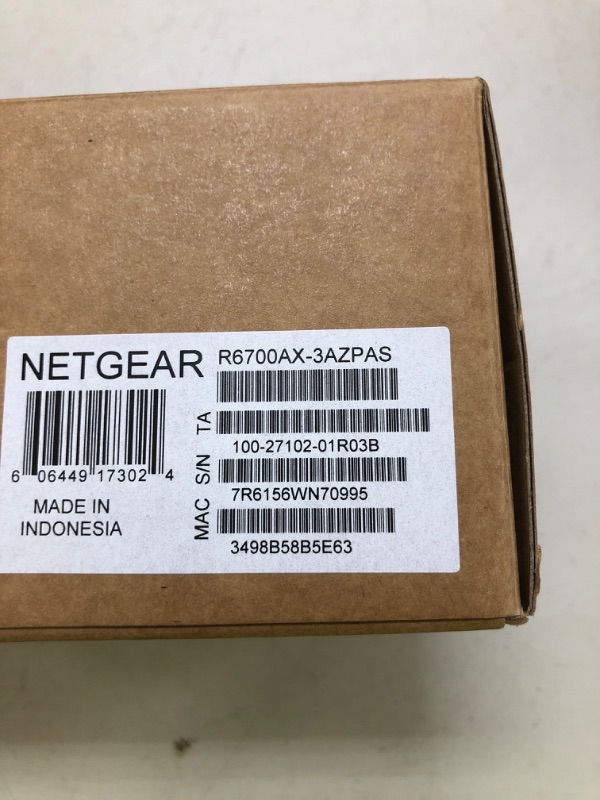 NETGEAR
6 06449 17302 4
MADE IN
INDONESIA
R6700AX-3AZPAS
TA
100-27102-01R03B
S/N
7R6156WN70995
MAC
3498B58B5E63